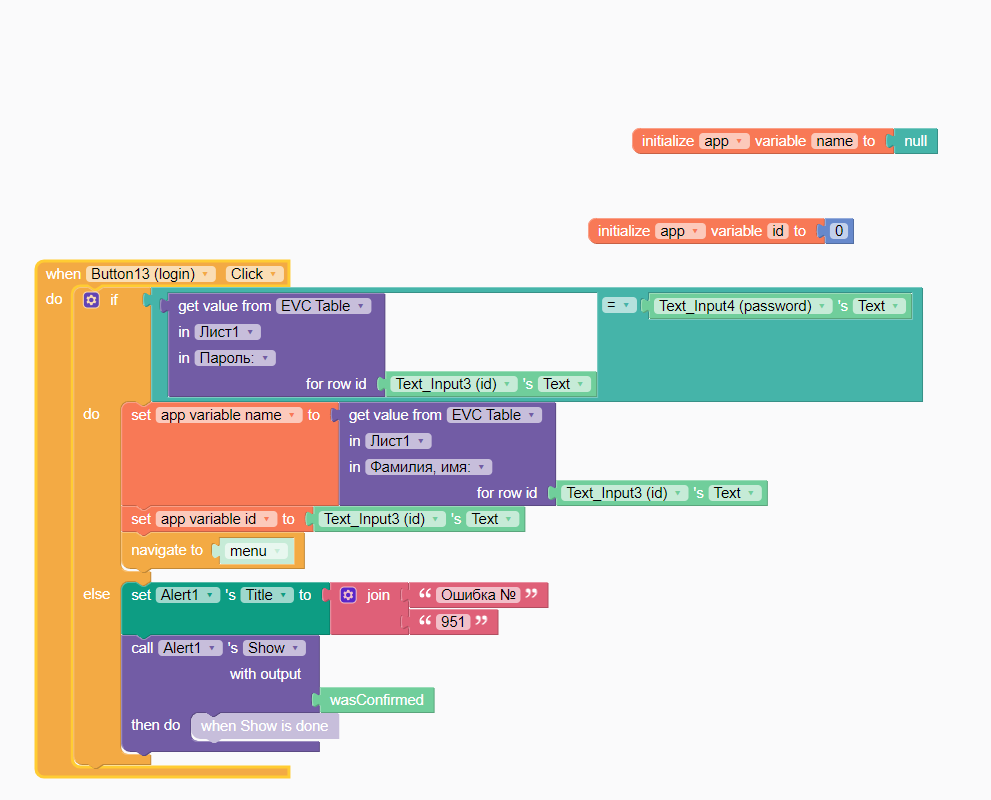 initialize app variable name to null
initialize app variable id to 0
when Button13 (login) Click
do if get value from EVC Table = Text_Input4 (password) 's Text
in Лист1
in Пароль:
for row id Text_Input3 (id) 's Text
do set app variable name to get value from EVC Table
in Лист1
in Фамилия, имя:
for row id Text_Input3 (id) 's Text
set app variable id to Text_Input3 (id) 's Text
navigate to menu
else set Alert1 's Title to join “ Ошибка № ”
“ 951 ”
call Alert1 's Show
with output
wasConfirmed
then do when Show is done